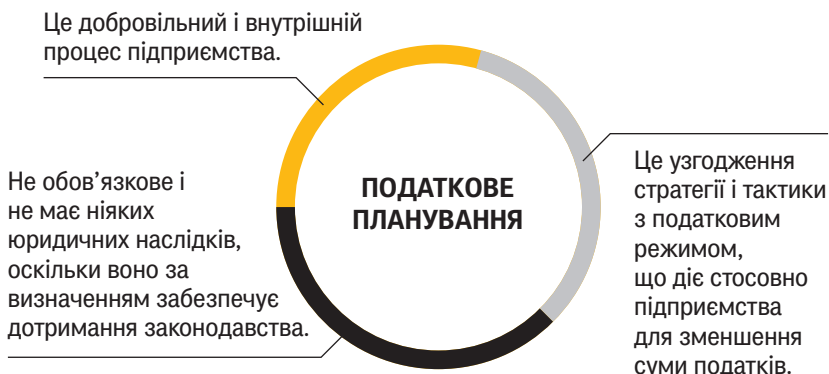 Це добровільний і внутрішній
процес підприємства.
Не обов’язкове і
не має ніяких
юридичних наслідків,
оскільки воно за
визначенням забезпечує
дотримання законодавства.
ПОДАТКОВЕ
ПЛАНУВАННЯ
Це узгодження
стратегії і тактики
з податковим
режимом,
що діє стосовно
підприємства
для зменшення
суми податків.